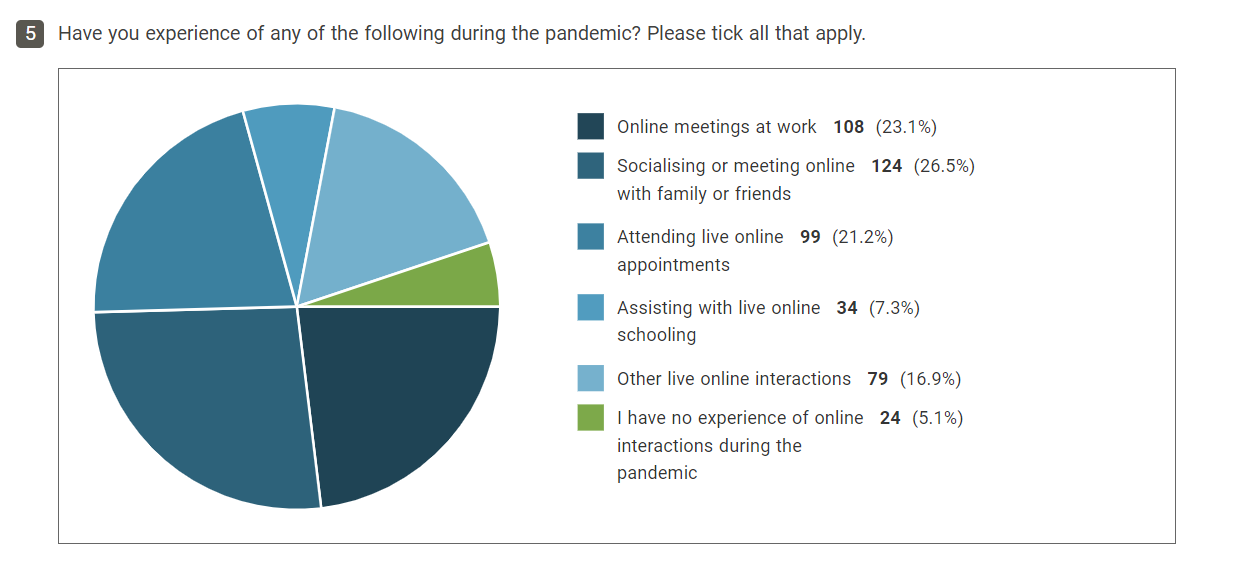 5 Have you experience of any of the following during the pandemic? Please tick all that apply.
Online meetings at work 108 (23.1%)
Socialising or meeting online 124 (26.5%)
with family or friends
Attending live online 99 (21.2%)
appointments
Assisting with live online 34 (7.3%)
schooling
Other live online interactions 79 (16.9%)
I have no experience of online 24 (5.1%)
interactions during the
pandemic